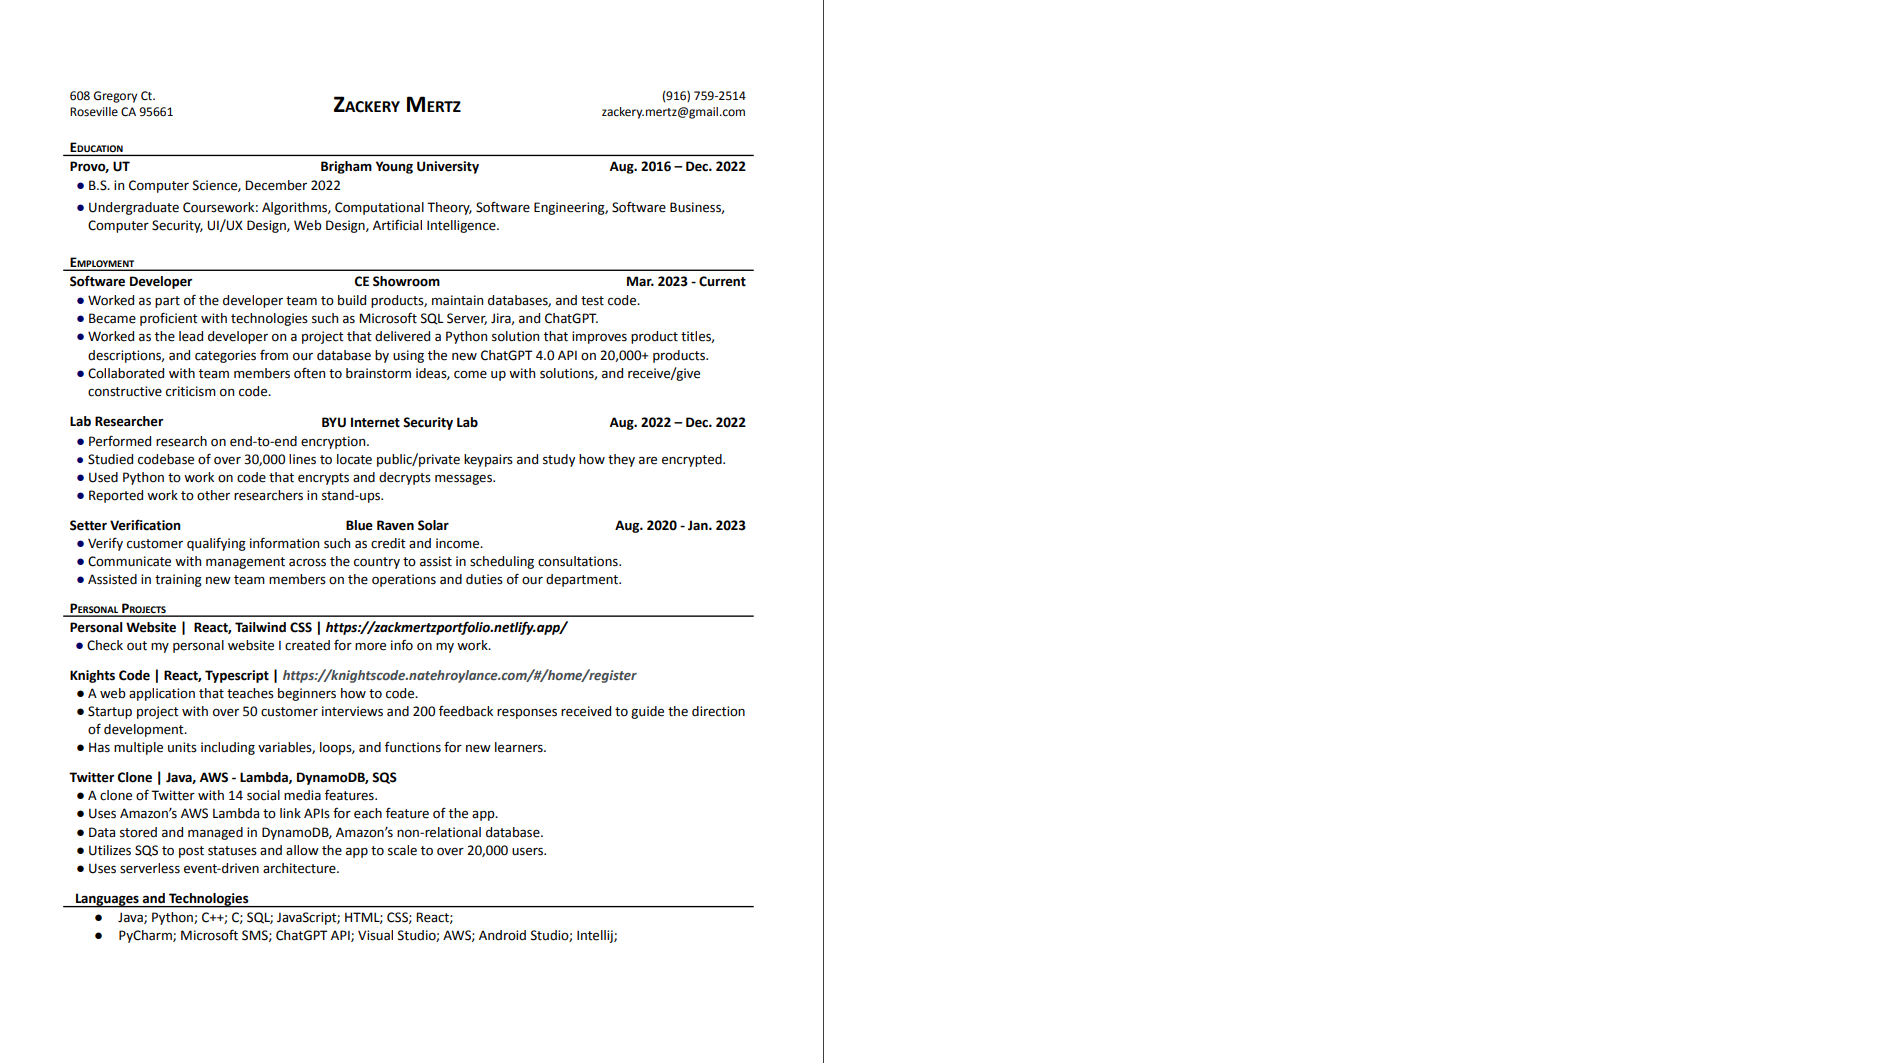 608 Gregory Ct.
Roseville CA 95661
Zackery Mertz
(916) 759-2514
zackery.mertz@gmail.com
Education
Provo, UT Brigham Young University Aug. 2016 – Dec. 2022
● B.S. in Computer Science, December 2022
● Undergraduate Coursework: Algorithms, Computational Theory, Software Engineering, Software Business,
Computer Security, UI/UX Design, Web Design, Artificial Intelligence.
Employment
Software Developer CE Showroom Mar. 2023 - Current
● Worked as part of the developer team to build products, maintain databases, and test code.
● Became proficient with technologies such as Microsoft SQL Server, Jira, and ChatGPT.
● Worked as the lead developer on a project that delivered a Python solution that improves product titles,
descriptions, and categories from our database by using the new ChatGPT 4.0 API on 20,000+ products.
● Collaborated with team members often to brainstorm ideas, come up with solutions, and receive/give
constructive criticism on code.
Lab Researcher BYU Internet Security Lab Aug. 2022 – Dec. 2022
● Performed research on end-to-end encryption.
● Studied codebase of over 30,000 lines to locate public/private keypairs and study how they are encrypted.
● Used Python to work on code that encrypts and decrypts messages.
● Reported work to other researchers in stand-ups.
Setter Verification Blue Raven Solar Aug. 2020 - Jan. 2023
● Verify customer qualifying information such as credit and income.
● Communicate with management across the country to assist in scheduling consultations.
● Assisted in training new team members on the operations and duties of our department.
Personal Projects
Personal Website | React, Tailwind CSS | https://zackmertzportfolio.netlify.app/
● Check out my personal website I created for more info on my work.
Knights Code | React, Typescript | https://knightscode.natehroylance.com/#/home/register
● A web application that teaches beginners how to code.
● Startup project with over 50 customer interviews and 200 feedback responses received to guide the direction
of development.
● Has multiple units including variables, loops, and functions for new learners.
Twitter Clone | Java, AWS - Lambda, DynamoDB, SQS
● A clone of Twitter with 14 social media features.
● Uses Amazon’s AWS Lambda to link APIs for each feature of the app.
● Data stored and managed in DynamoDB, Amazon’s non-relational database.
● Utilizes SQS to post statuses and allow the app to scale to over 20,000 users.
● Uses serverless event-driven architecture.
Languages and Technologies
● Java; Python; C++; C; SQL; JavaScript; HTML; CSS; React;
● PyCharm; Microsoft SMS; ChatGPT API; Visual Studio; AWS; Android Studio; Intellij;